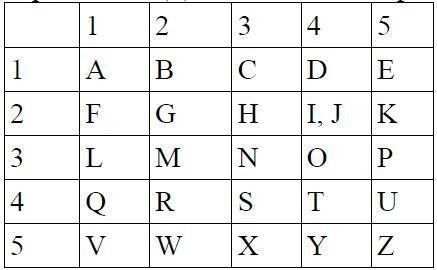 1 2 3 4 5
1 A B C D E
2 F G H I, J K
3 L M N O P
4 Q R S T U
5 V W X Y Z